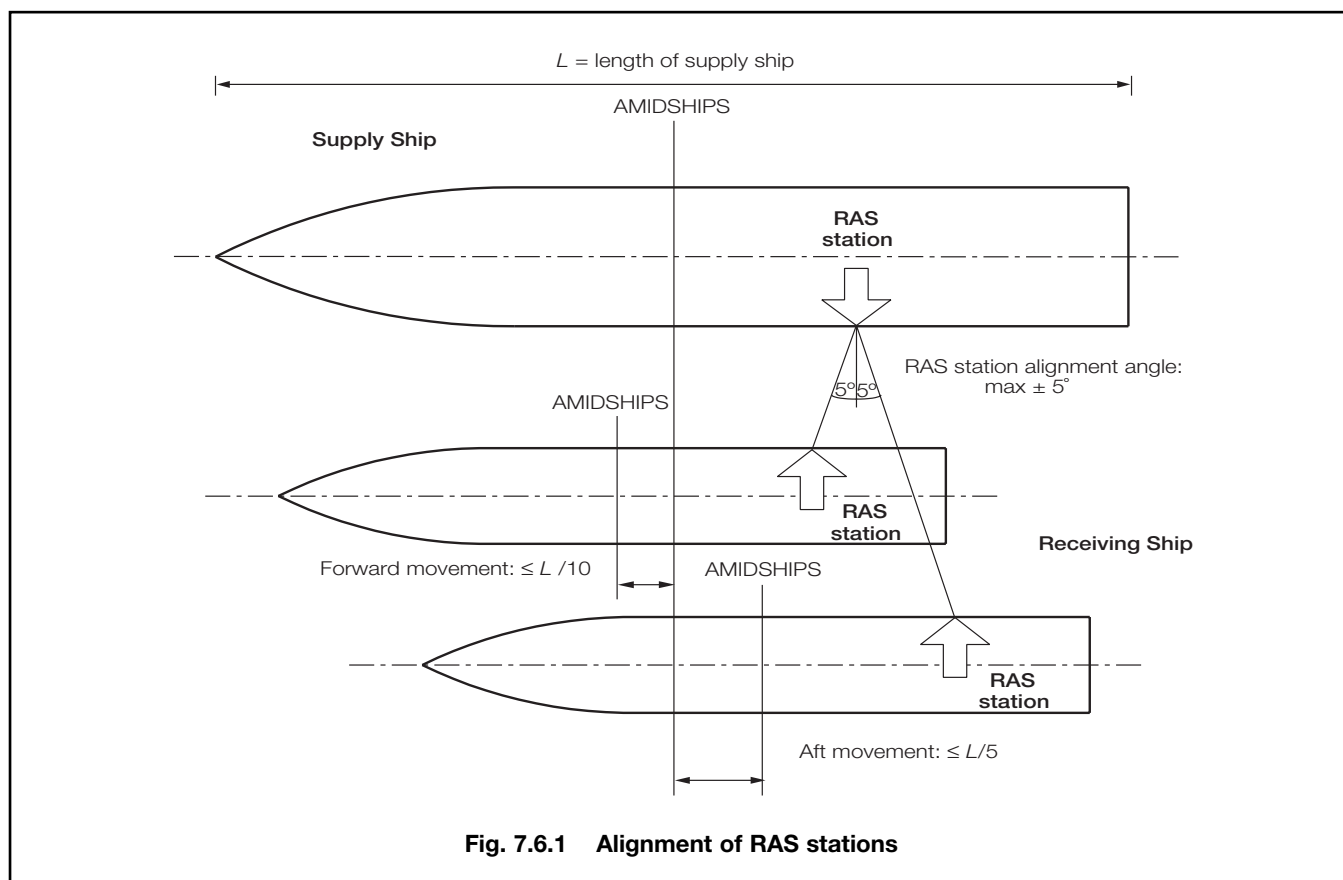 L = length of supply ship
AMIDSHIPS
Supply Ship
RAS
station
RAS station alignment angle:
max ± 5°
5° 5°
AMIDSHIPS
RAS
station
Receiving Ship
Forward movement: ≤ L /10
AMIDSHIPS
RAS
station
Aft movement: ≤ L/5
Fig. 7.6.1 Alignment of RAS stations